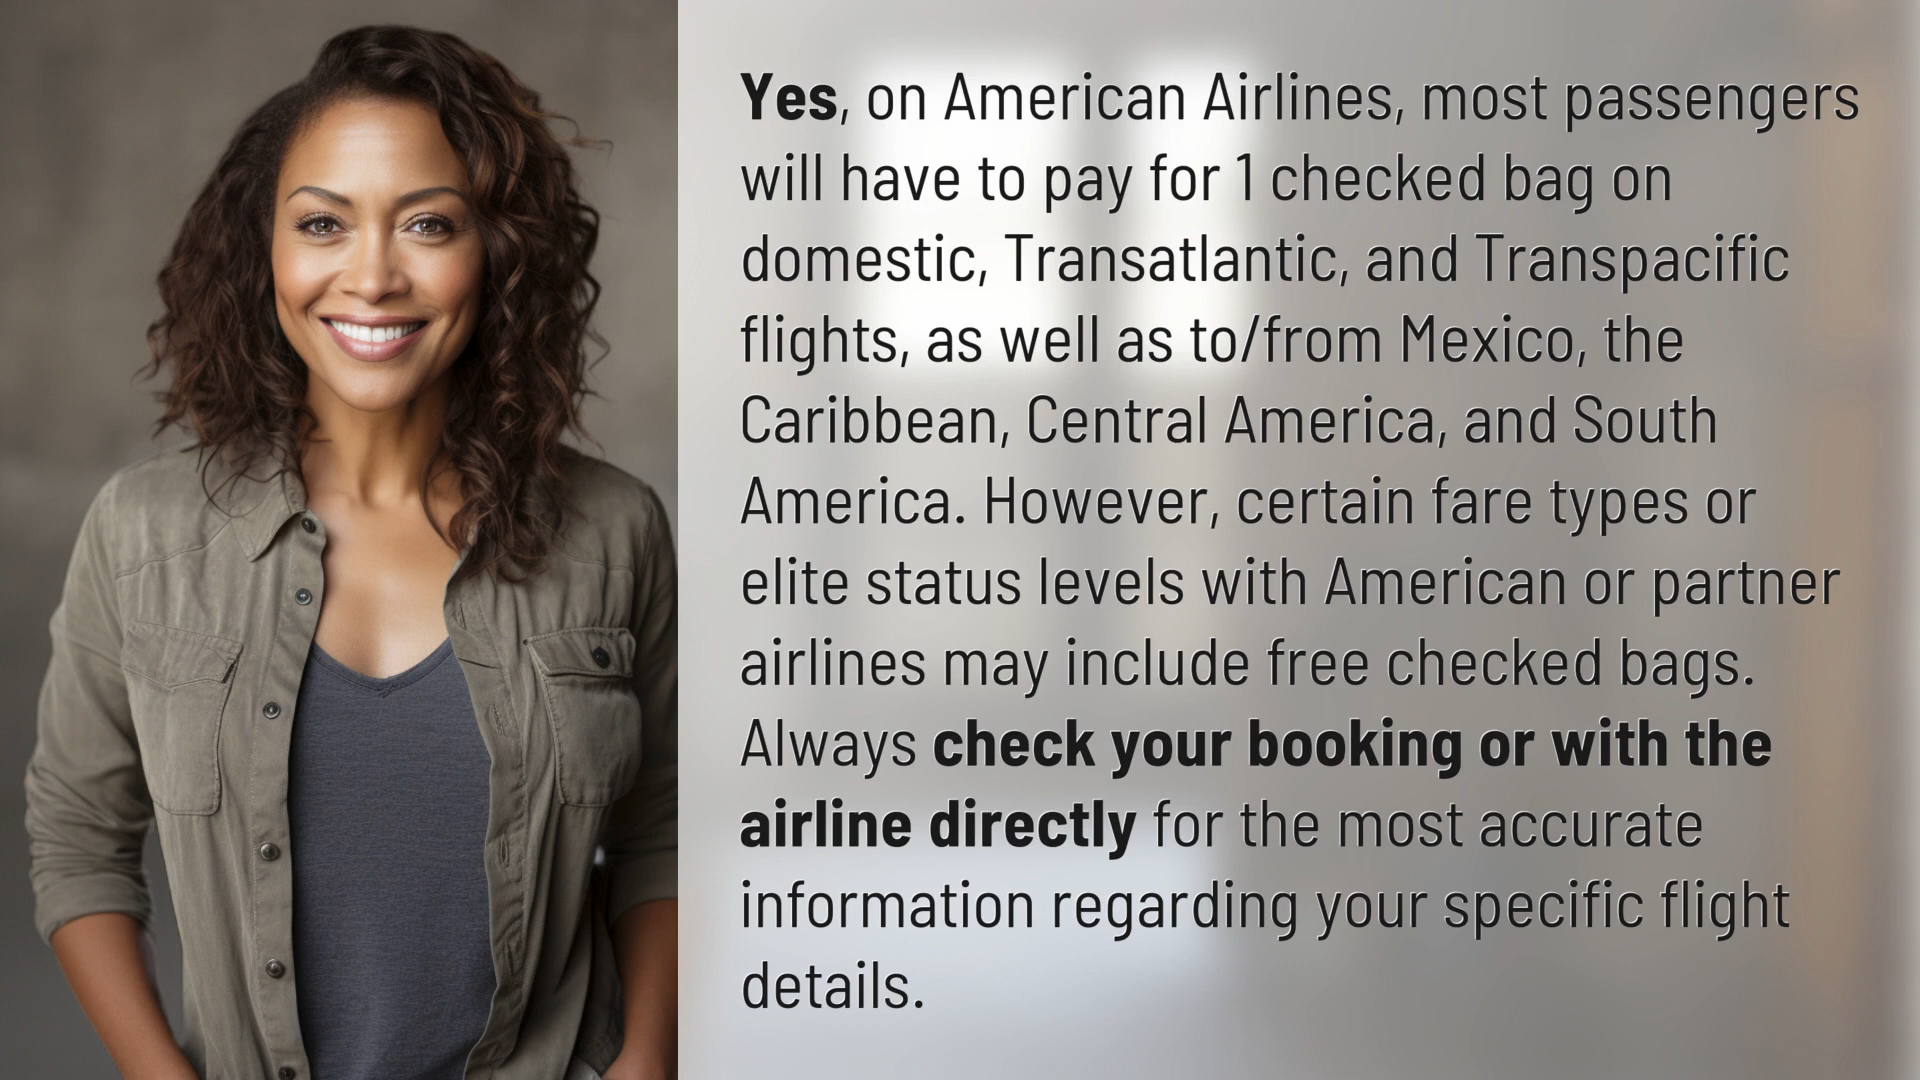 Yes, on American Airlines, most passengers
will have to pay for 1 checked bag on
domestic, Transatlantic, and Transpacific
flights, as well as to/from Mexico, the
Caribbean, Central America, and South
America. However, certain fare types or
elite status levels with American or partner
airlines may include free checked bags.
Always check your booking or with the
airline directly for the most accurate
information regarding your specific flight
details.